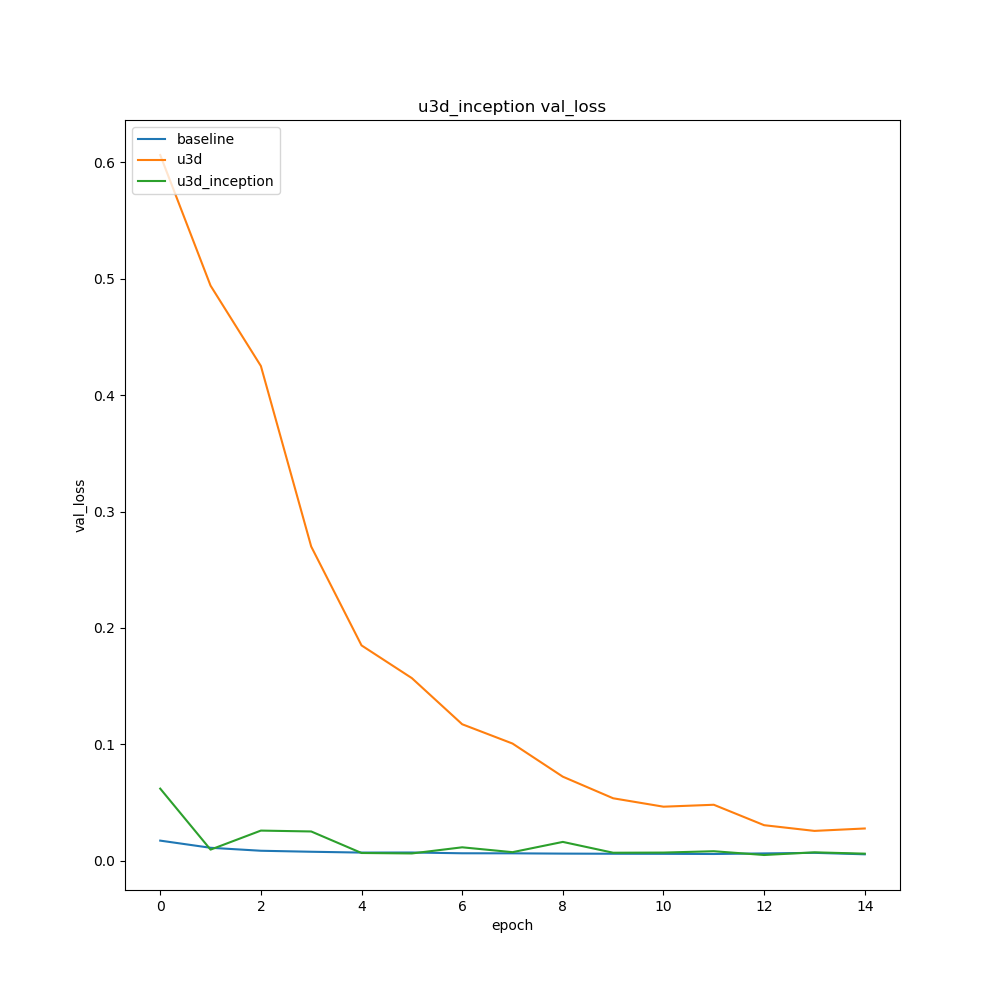 u3d_inception val_loss
baseline
u3d
u3d_inception
0.6
0.5
0.4
0.3
0.2
0.1
0.0
val_loss
0 2 4 6 8 10 12 14
epoch